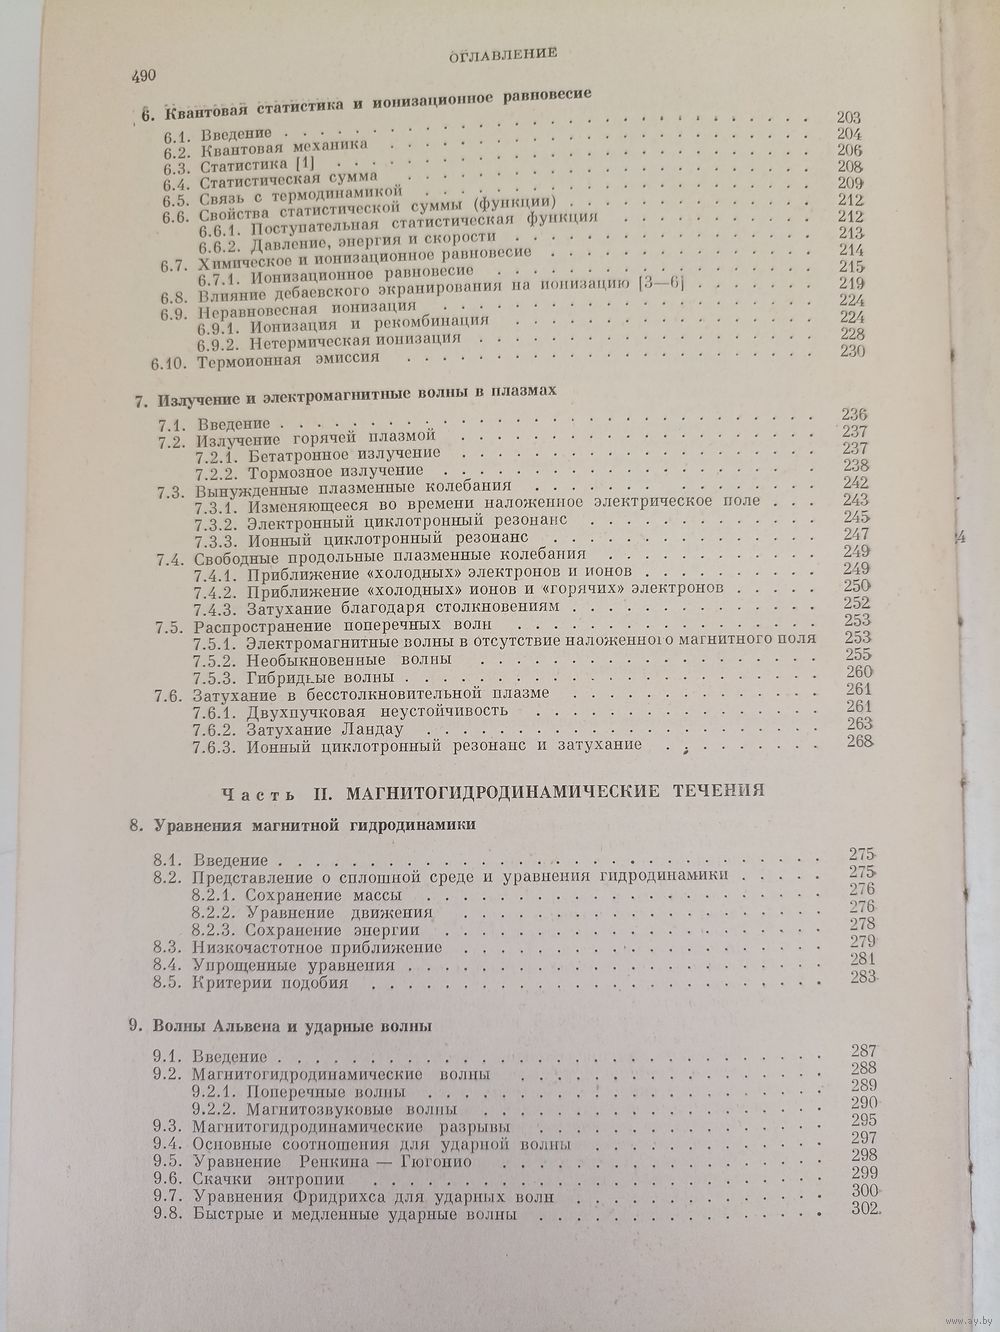 490
ОГЛАВЛЕНИЕ
6. Квантовая статистика и ионизационное равновесие
6.1. Введение . . . . . . . . . . 203
6.2. Квантовая механика . . . . . . . . . . 204
6.3. Статистика [1] . . . . . . . . . . 206
6.4. Статистическая сумма . . . . . . . . . . 208
6.5. Связь с термодинамикой . . . . . . . . . . 209
6.6. Свойства статистической суммы (функции) . . . . . . . . . . 212
6.6.1. Поступательная статистическая функция . . . . . . . . . . 212
6.6.2. Давление, энергия и скорости . . . . . . . . . . 213
6.7. Химическое и ионизационное равновесие . . . . . . . . . . 214
6.7.1. Ионизационное равновесие . . . . . . . . . . 215
6.8. Влияние дебаевского экранирования на ионизацию [3—6] . . . . . . . 219
6.9. Неравновесная ионизация . . . . . . . . . . 224
6.9.1. Ионизация и рекомбинация . . . . . . . . . . 224
6.9.2. Нетермическая ионизация . . . . . . . . . . 228
6.10. Термоионная эмиссия . . . . . . . . . . 230
7. Излучение и электромагнитные волны в плазмах
7.1. Введение . . . . . . . . . . 236
7.2. Излучение горячей плазмой . . . . . . . . . . 237
7.2.1. Бетатронное излучение . . . . . . . . . . 237
7.2.2. Тормозное излучение . . . . . . . . . . 238
7.3. Вынужденные плазменные колебания . . . . . . . . . . 242
7.3.1. Изменяющееся во времени наложенное электрическое поле . . . 243
7.3.2. Электронный циклотронный резонанс . . . . . . . . . . 245
7.3.3. Ионный циклотронный резонанс . . . . . . . . . . 247
7.4. Свободные продольные плазменные колебания . . . . . . . . . . 249
7.4.1. Приближение «холодных» электронов и ионов . . . . . . . . . . 249
7.4.2. Приближение «холодных» ионов и «горячих» электронов . . . . . 250
7.4.3. Затухание благодаря столкновениям . . . . . . . . . . 252
7.5. Распространение поперечных волн . . . . . . . . . . 253
7.5.1. Электромагнитные волны в отсутствие наложенного магнитного поля 253
7.5.2. Необыкновенные волны . . . . . . . . . . 255
7.5.3. Гибридные волны . . . . . . . . . . 260
7.6. Затухание в бесстолкновительной плазме . . . . . . . . . . 261
7.6.1. Двухпучковая неустойчивость . . . . . . . . . . 261
7.6.2. Затухание Ландау . . . . . . . . . . 263
7.6.3. Ионный циклотронный резонанс и затухание . . . . . . . . . 268
Часть II. МАГНИТОГИДРОДИНАМИЧЕСКИЕ ТЕЧЕНИЯ
8. Уравнения магнитной гидродинамики
8.1. Введение . . . . . . . . . . 275
8.2. Представление о сплошной среде и уравнения гидродинамики . . . . . 275
8.2.1. Сохранение массы . . . . . . . . . . 276
8.2.2. Уравнение движения . . . . . . . . . . 276
8.2.3. Сохранение энергии . . . . . . . . . . 278
8.3. Низкочастотное приближение . . . . . . . . . . 279
8.4. Упрощенные уравнения . . . . . . . . . . 281
8.5. Критерии подобия . . . . . . . . . . 283
9. Волны Альвена и ударные волны
9.1. Введение . . . . . . . . . . 287
9.2. Магнитогидродинамические волны . . . . . . . . . . 288
9.2.1. Поперечные волны . . . . . . . . . . 289
9.2.2. Магнитозвуковые волны . . . . . . . . . . 290
9.3. Магнитогидродинамические разрывы . . . . . . . . . . 295
9.4. Основные соотношения для ударной волны . . . . . . . . . . 297
9.5. Уравнение Ренкина — Гюгонио . . . . . . . . . . 298
9.6. Скачки энтропии . . . . . . . . . . 299
9.7. Уравнения Фридрихса для ударных волн . . . . . . . . . . 300
9.8. Быстрые и медленные ударные волны . . . . . . . . . . 302
www.ay.by